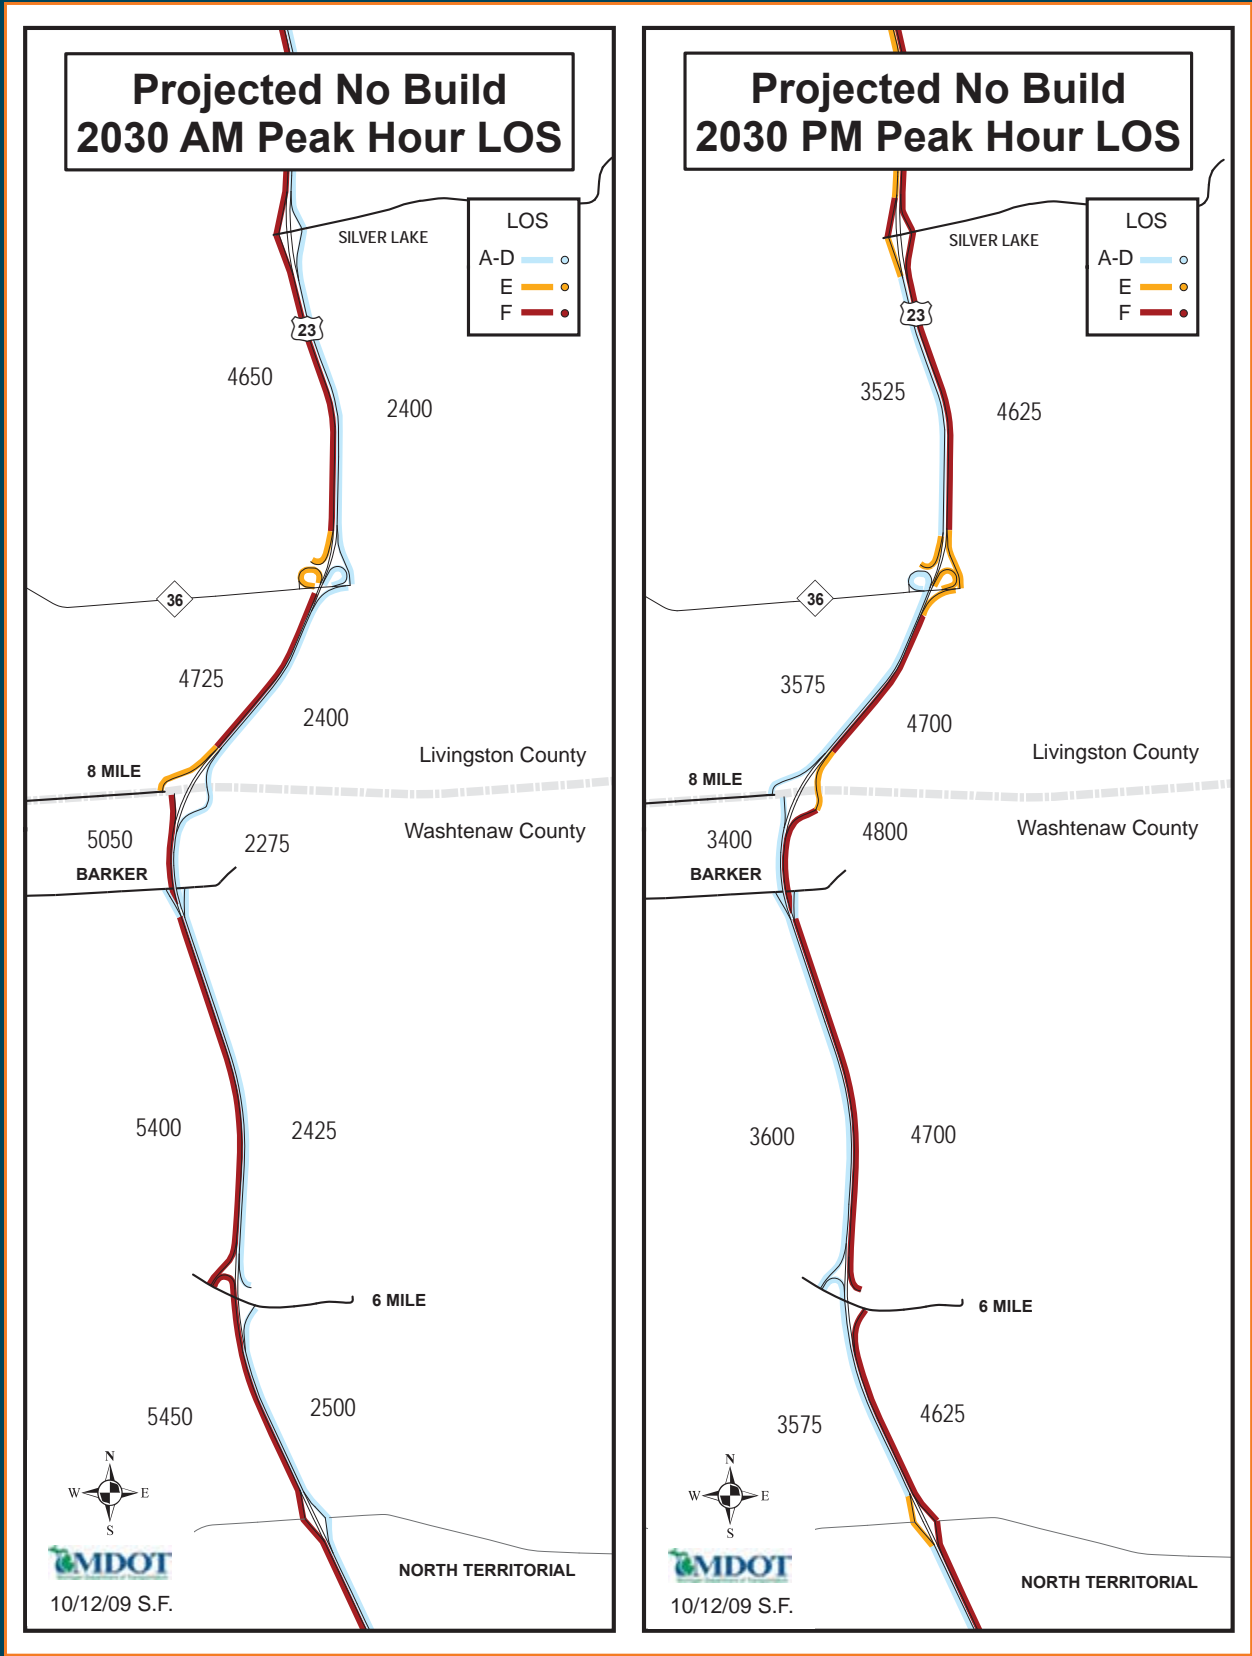 Projected No Build
2030 AM Peak Hour LOS
SILVER LAKE
LOS
A-D
E
F
23
4650
2400
36
4725
2400
Livingston County
8 MILE
Washtenaw County
5050
2275
BARKER
5400
2425
6 MILE
5450
2500
N
W
E
S
NORTH TERRITORIAL
MDOT
10/12/09 S.F.
Projected No Build
2030 PM Peak Hour LOS
SILVER LAKE
LOS
A-D
E
F
23
3525
4625
36
3575
4700
Livingston County
8 MILE
Washtenaw County
3400
4800
BARKER
3600
4700
6 MILE
3575
4625
N
W
E
S
NORTH TERRITORIAL
MDOT
10/12/09 S.F.